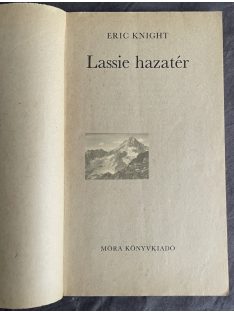 ERIC KNIGHT
Lassie hazatér
MÓRA KÖNYVKIADÓ